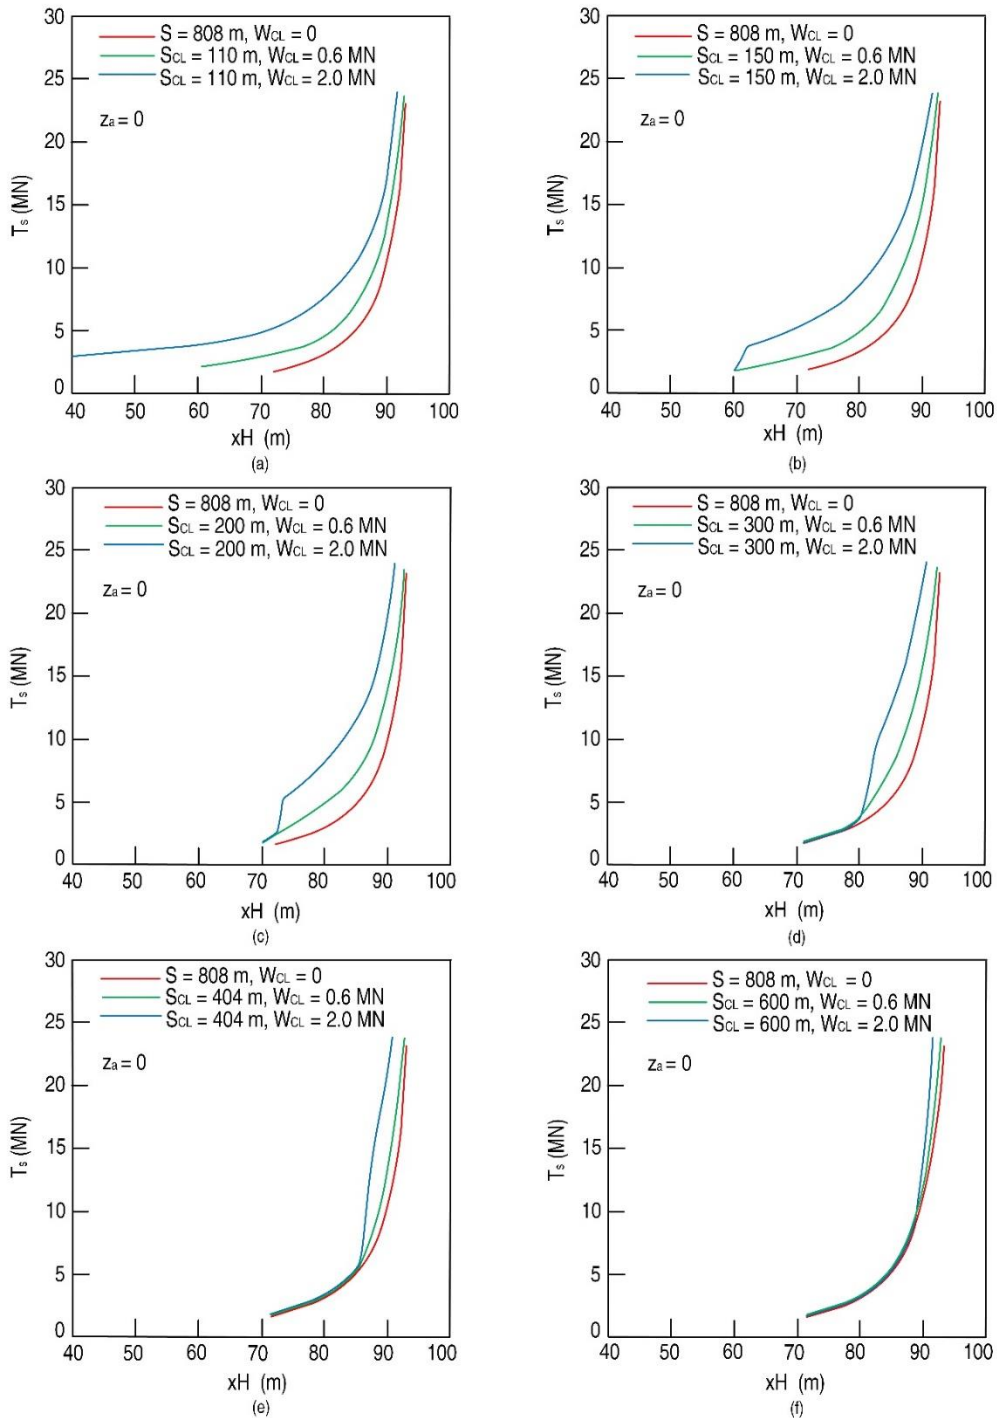 30
25
20
15
10
5
0
Ts (MN)
S = 808 m, WCL = 0
SCL = 110 m, WCL = 0.6 MN
SCL = 110 m, WCL = 2.0 MN
za = 0
40 50 60 70 80 90 100
xH (m)
(a)
30
25
20
15
10
5
0
Ts (MN)
S = 808 m, WCL = 0
SCL = 150 m, WCL = 0.6 MN
SCL = 150 m, WCL = 2.0 MN
za = 0
40 50 60 70 80 90 100
xH (m)
(b)
30
25
20
15
10
5
0
Ts (MN)
S = 808 m, WCL = 0
SCL = 200 m, WCL = 0.6 MN
SCL = 200 m, WCL = 2.0 MN
za = 0
40 50 60 70 80 90 100
xH (m)
(c)
30
25
20
15
10
5
0
Ts (MN)
S = 808 m, WCL = 0
SCL = 300 m, WCL = 0.6 MN
SCL = 300 m, WCL = 2.0 MN
za = 0
40 50 60 70 80 90 100
xH (m)
(d)
30
25
20
15
10
5
0
Ts (MN)
S = 808 m, WCL = 0
SCL = 404 m, WCL = 0.6 MN
SCL = 404 m, WCL = 2.0 MN
za = 0
40 50 60 70 80 90 100
xH (m)
(e)
30
25
20
15
10
5
0
Ts (MN)
S = 808 m, WCL = 0
SCL = 600 m, WCL = 0.6 MN
SCL = 600 m, WCL = 2.0 MN
za = 0
40 50 60 70 80 90 100
xH (m)
(f)